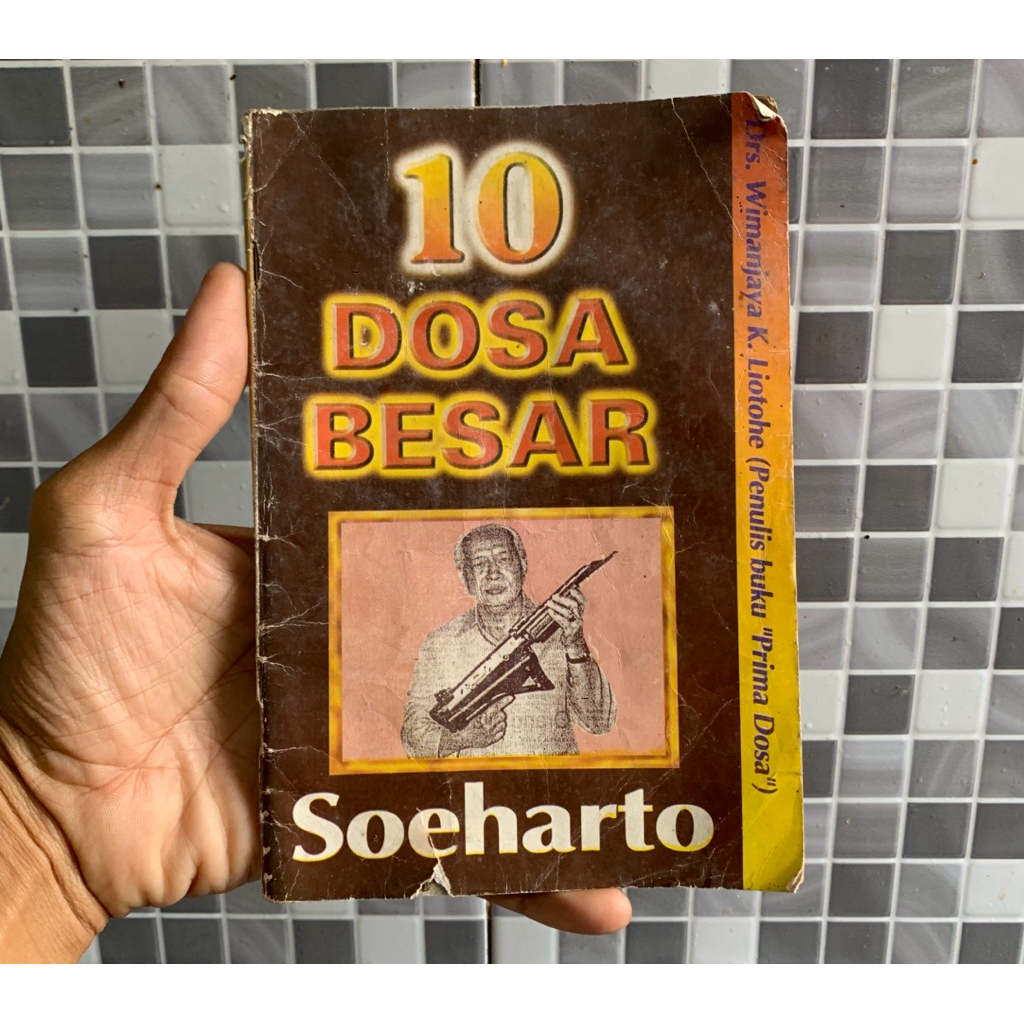 10
DOSA
BESAR
Soeharto
Drs. Wimanjaya K. Liotohe (Penulis buku "Prima Dosa")